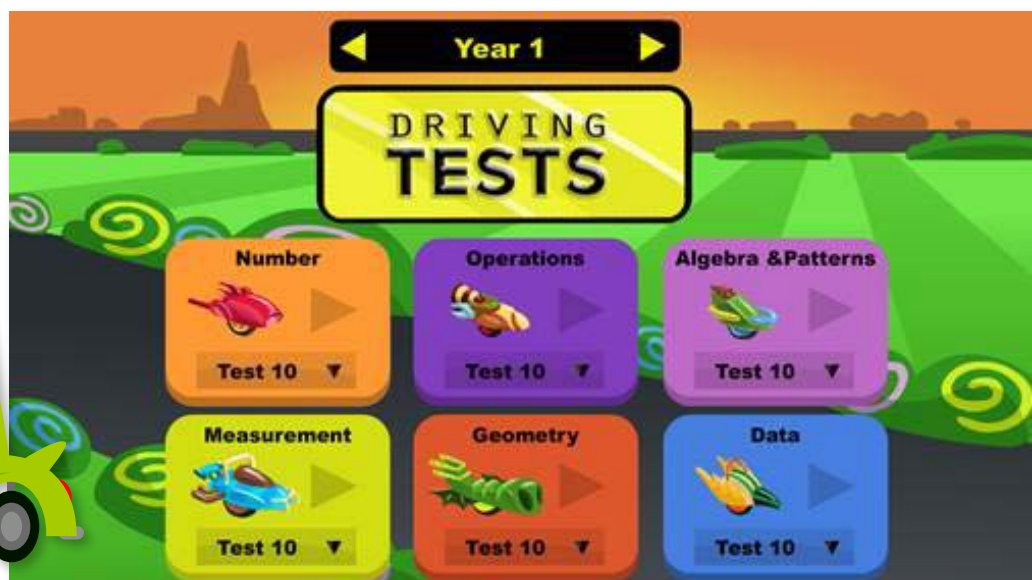 Year 1
DRIVING
TESTS
Number
Operations
Algebra &Patterns
Test 10
Test 10
Test 10
Measurement
Geometry
Data
Test 10
Test 10
Test 10